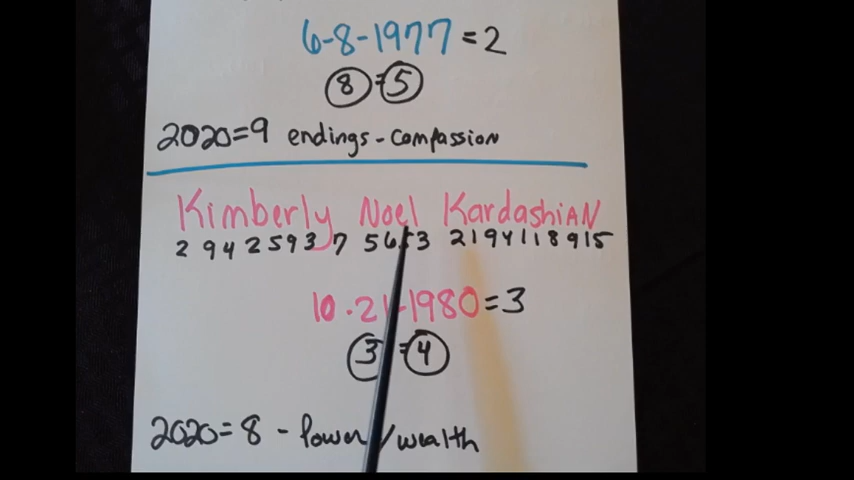 6-8-1977 = 2
8 = 5
2020=9 endings - compassion
Kimberly Noel Kardashian
2 9 4 2 5 9 3 7 5 6 5 3 2 1 9 4 1 1 8 9 1 5
10.21-1980 = 3
3 = 4
2020=8 - Power/wealth